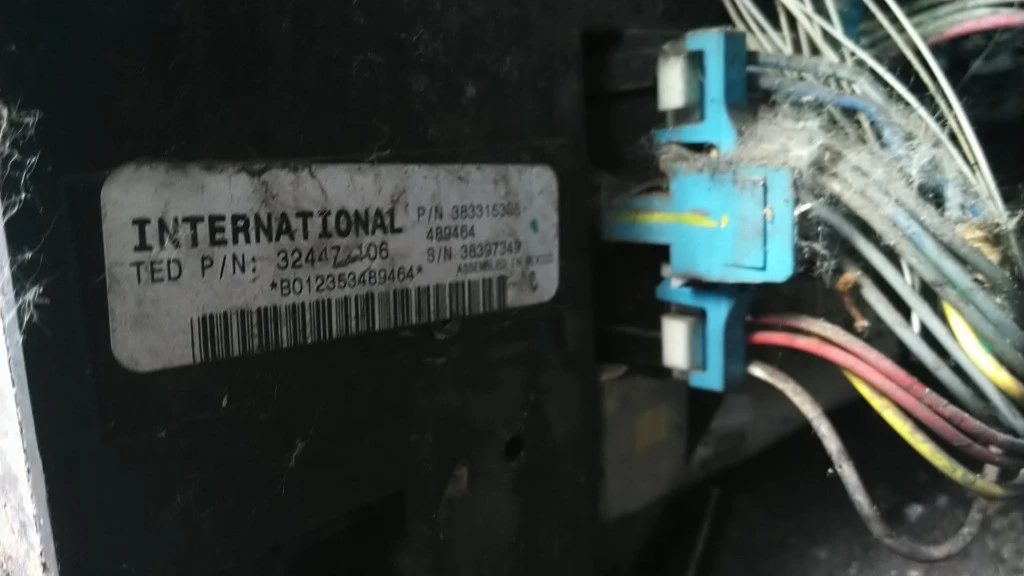 INTERNATIONAL P/N
489464
TED P/N: S/N 38397349
ASSEMBLED IN MEXICO
*B012353489464*
C